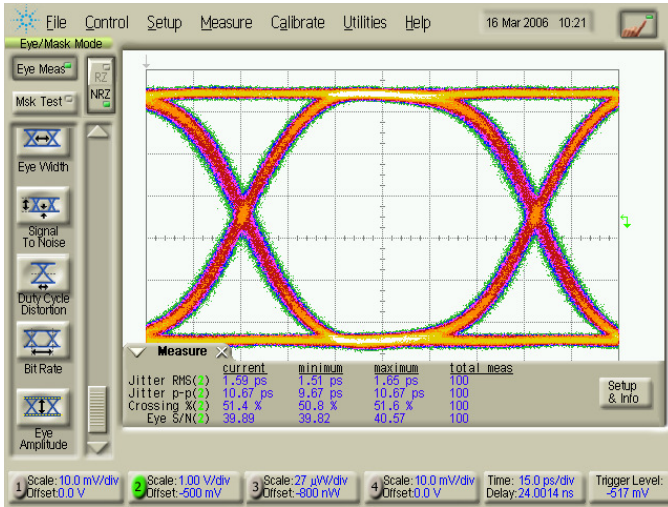 File Control Setup Measure Calibrate Utilities Help 16 Mar 2006 10:21
Eye/Mask Mode
Eye Meas
RZ
NRZ
Msk Test
Eye Width
Signal
To Noise
Duty Cycle
Distortion
Bit Rate
Eye
Amplitude
Measure
current minimum maximum total meas
Jitter RMS(2) 1.59 ps 1.51 ps 1.65 ps 100
Jitter p-p(2) 10.67 ps 9.67 ps 10.67 ps 100
Crossing %(2) 51.4 % 50.8 % 51.6 % 100
Eye S/N(2) 39.89 39.82 40.57 100
Setup
& Info
1 Scale:10.0 mV/div
Offset:0.0 V
2 Scale:1.00 V/div
Offset:-500 mV
3 Scale:27 µW/div
Offset:-800 nW
4 Scale:10.0 mV/div
Offset:0.0 V
Time: 15.0 ps/div
Delay:24.0014 ns
Trigger Level:
-517 mV